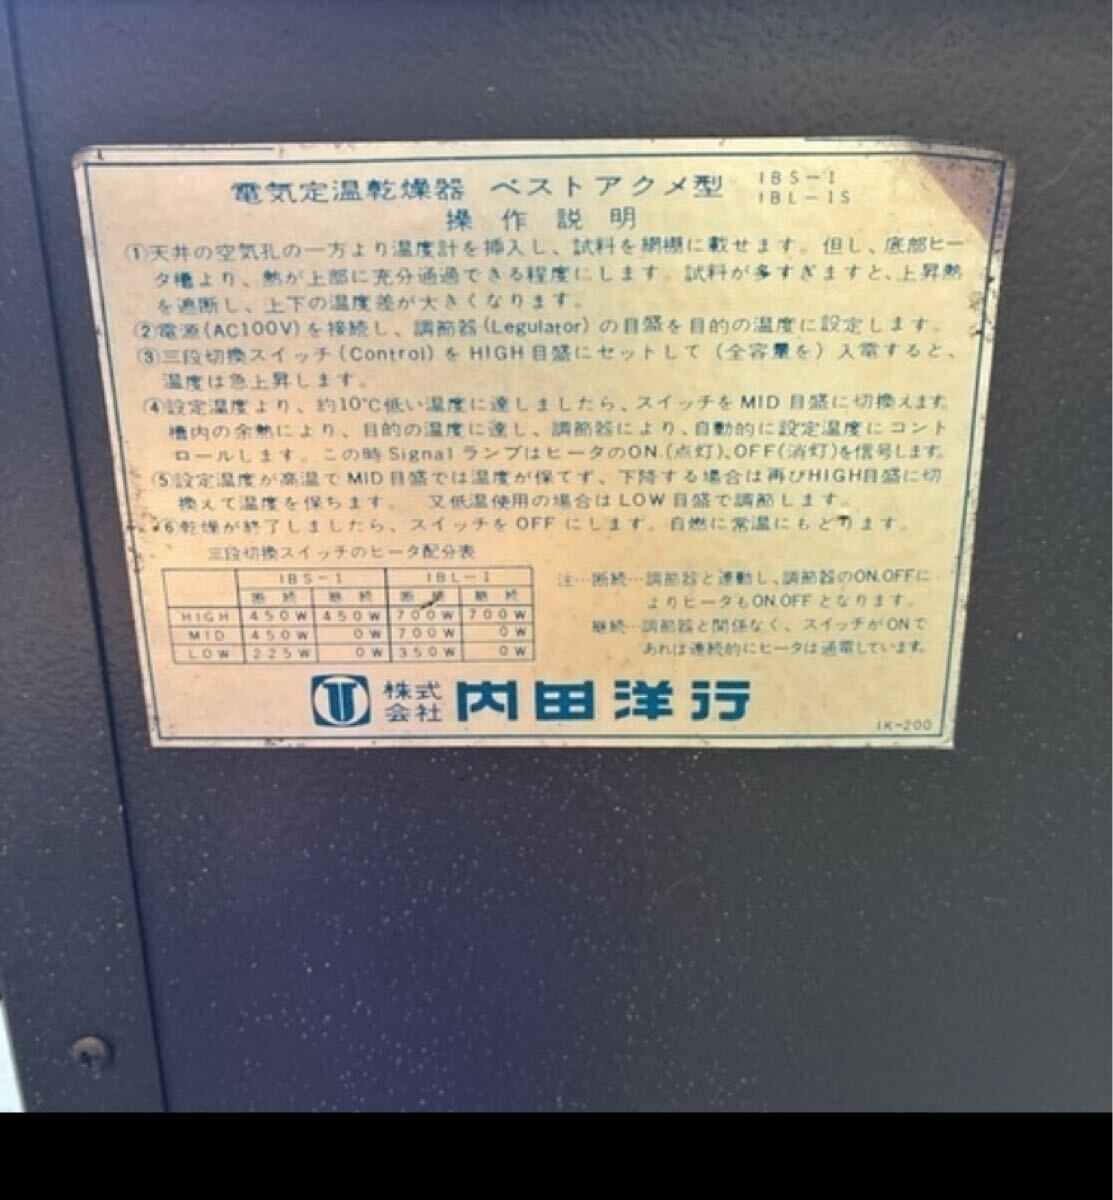 電気定温乾燥器 ベストアクメ型 IBS-1
IBL-1S
操作説明
①天井の空気孔の一方より温度計を挿入し、試料を網棚に載せます。但し、底部ヒー
タ槽より、熱が上部に充分通過できる程度にします。試料が多すぎますと、上昇熱
を遮断し、上下の温度差が大きくなります。
②電源(AC100V)を接続し、調節器(Legulator)の目盛を目的の温度に設定します。
③三段切換スイッチ(Control)をHIGH目盛にセットして(全容量を)入電すると、
温度は急上昇します。
④設定温度より、約10℃低い温度に達しましたら、スイッチをMID目盛に切換えます。
槽内の余熱により、目的の温度に達し、調節器により、自動的に設定温度にコント
ロールします。この時SignalランプはヒータのON.(点灯)、OFF(消灯)を信号します。
⑤設定温度が高温でMID目盛では温度が保てず、下降する場合は再びHIGH目盛に切
換えて温度を保ちます。 又低温使用の場合はLOW目盛で調節します。
⑥乾燥が終了しましたら、スイッチをOFFにします。自然に常温にもどります。
三段切換スイッチのヒータ配分表
IBS-1 IBL-1
断続 継続 断続 継続
HIGH 450W 450W 700W 700W
MID 450W 0W 700W 0W
LOW 225W 0W 350W 0W
注…断続…調節器と連動し、調節器のON.OFFに
よりヒータもON.OFFとなります。
継続…調節器と関係なく、スイッチがONで
あれば連続的にヒータは通電しています。
株式会社 内田洋行
IK-200